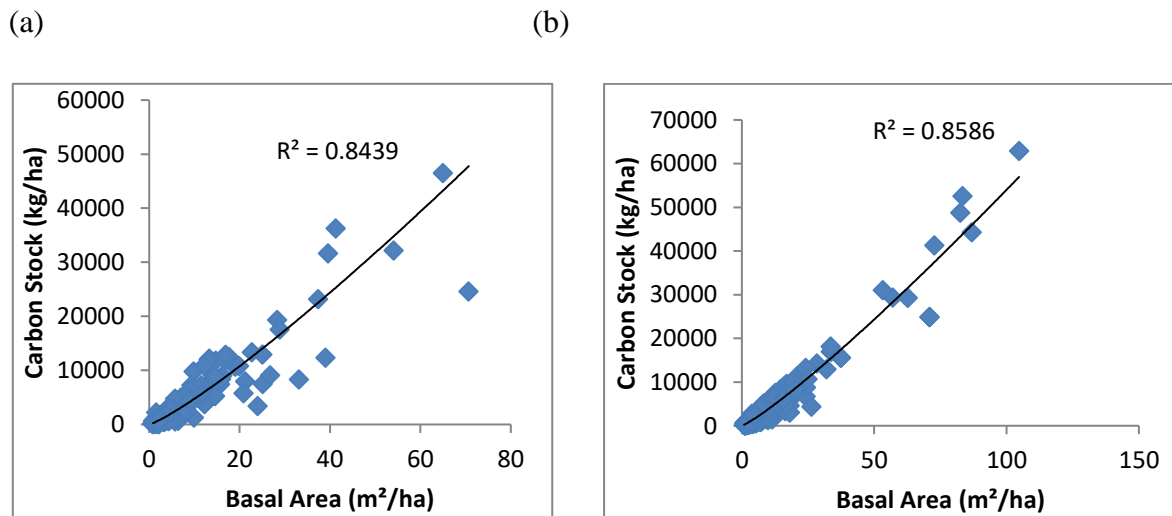 (a)
(b)
60000
50000
40000
30000
20000
10000
0
Carbon Stock (kg/ha)
R² = 0.8439
0 20 40 60 80
Basal Area (m²/ha)
70000
60000
50000
40000
30000
20000
10000
0
Carbon Stock (kg/ha)
R² = 0.8586
0 50 100 150
Basal Area (m²/ha)